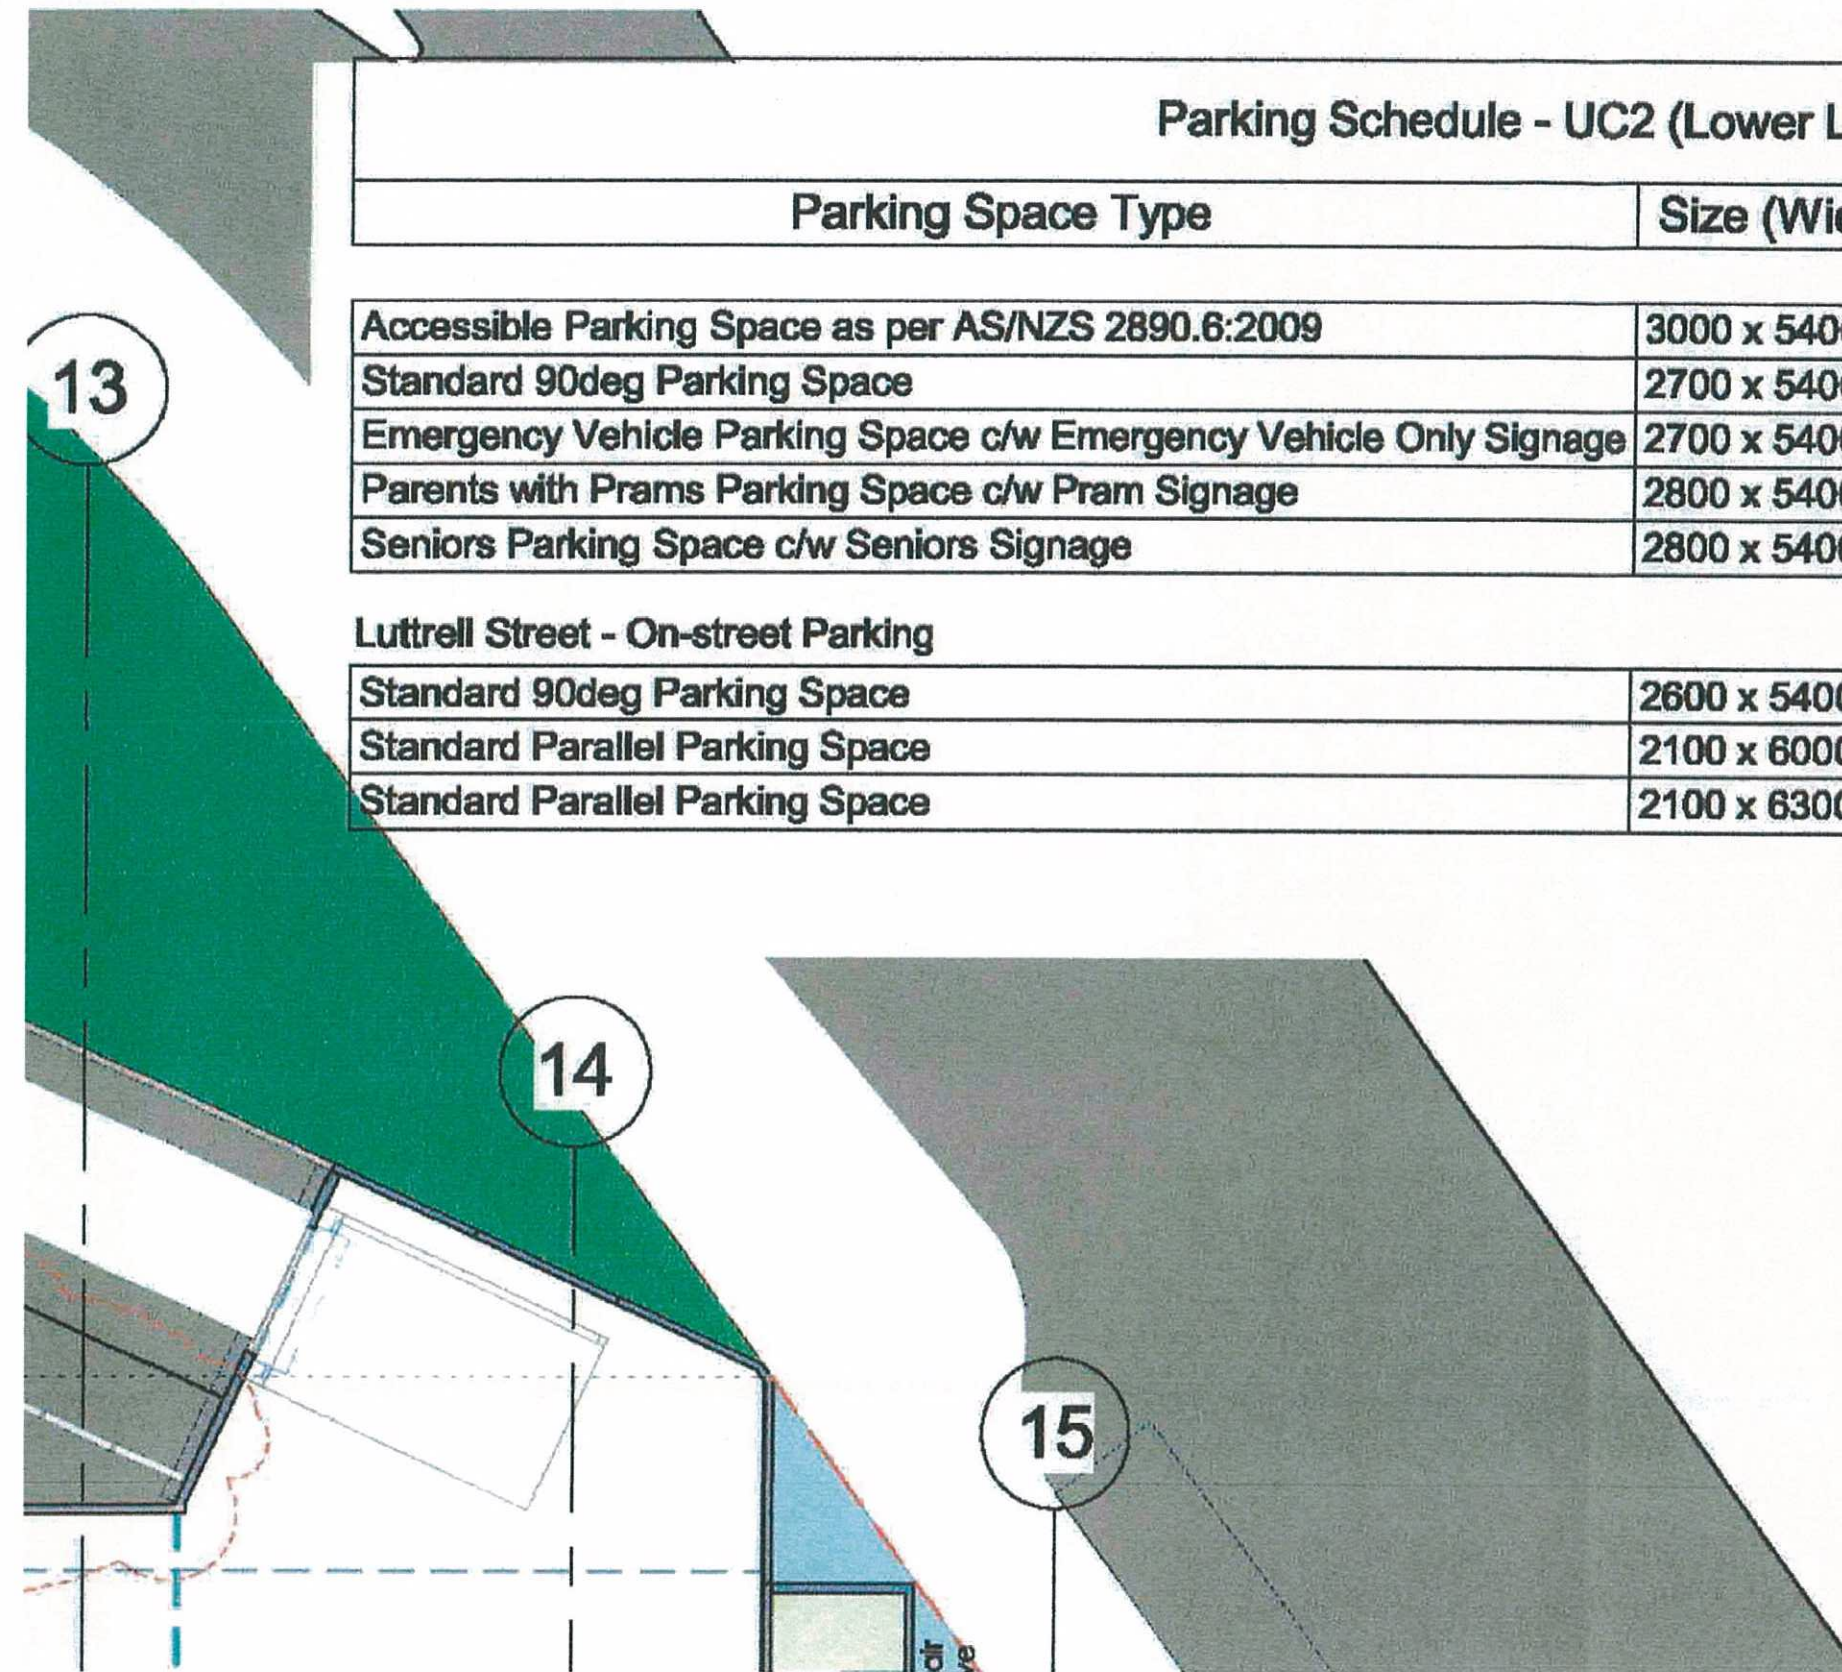 Parking Schedule - UC2 (Lower L
Parking Space Type Size (Wi
Accessible Parking Space as per AS/NZS 2890.6:2009 3000 x 540
Standard 90deg Parking Space 2700 x 540
Emergency Vehicle Parking Space c/w Emergency Vehicle Only Signage 2700 x 540
Parents with Prams Parking Space c/w Pram Signage 2800 x 540
Seniors Parking Space c/w Seniors Signage 2800 x 540
Luttrell Street - On-street Parking
Standard 90deg Parking Space 2600 x 5400
Standard Parallel Parking Space 2100 x 6000
Standard Parallel Parking Space 2100 x 6300
13
14
15